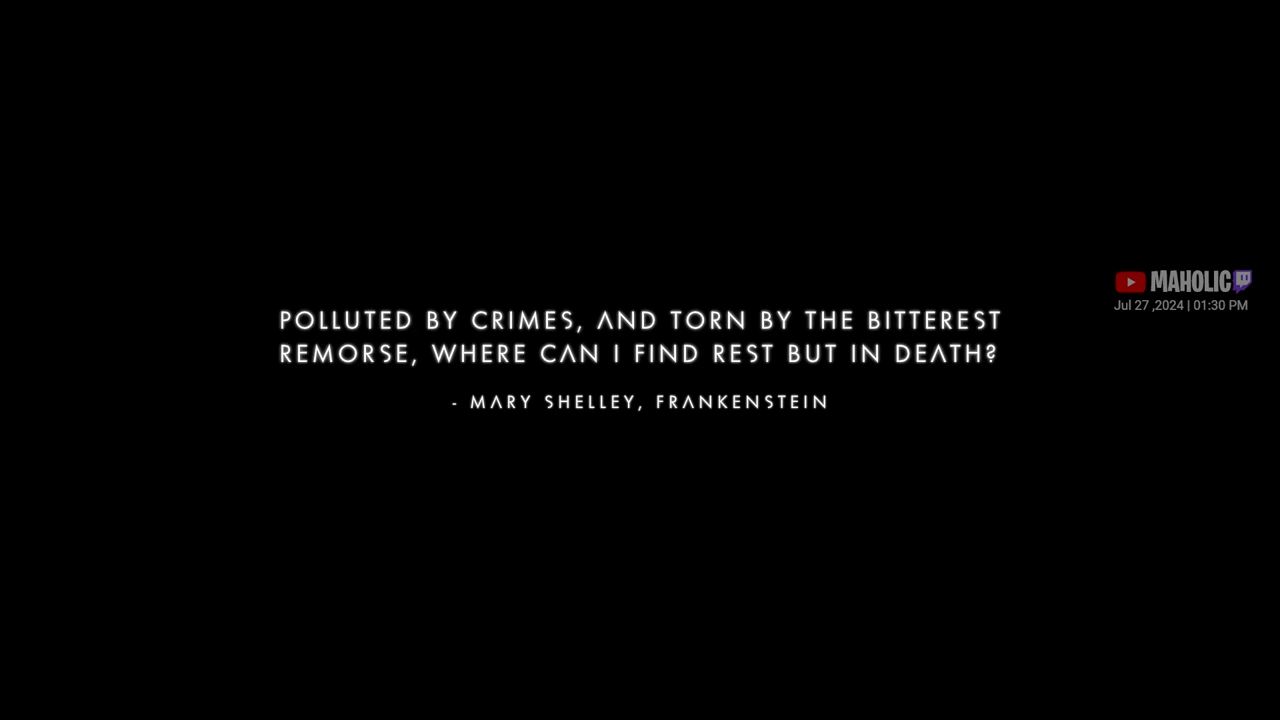 MAHOLIC
Jul 27 ,2024 | 01:30 PM
POLLUTED BY CRIMES, AND TORN BY THE BITTEREST
REMORSE, WHERE CAN I FIND REST BUT IN DEATH?
- MARY SHELLEY, FRANKENSTEIN